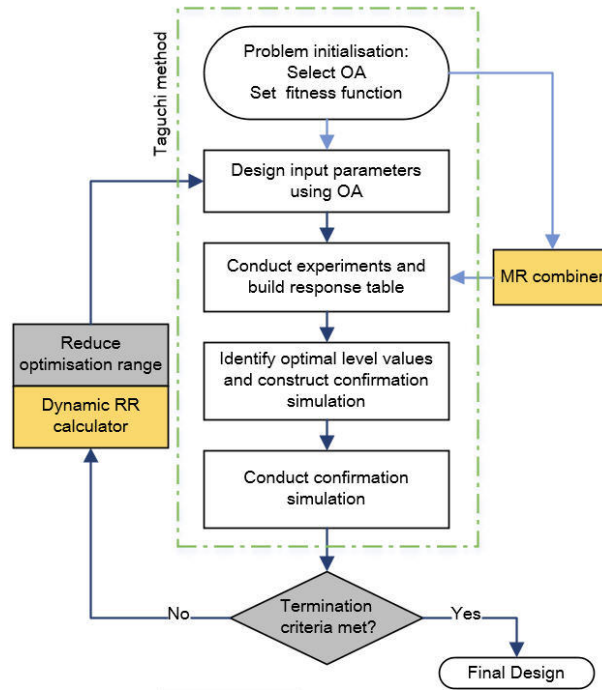 Taguchi method
Problem initialisation:
Select OA
Set fitness function
Design input parameters
using OA
Conduct experiments and
build response table
MR combiner
Identify optimal level values
and construct confirmation
simulation
Reduce
optimisation range
Dynamic RR
calculator
Conduct confirmation
simulation
Termination
criteria met?
No
Yes
Final Design